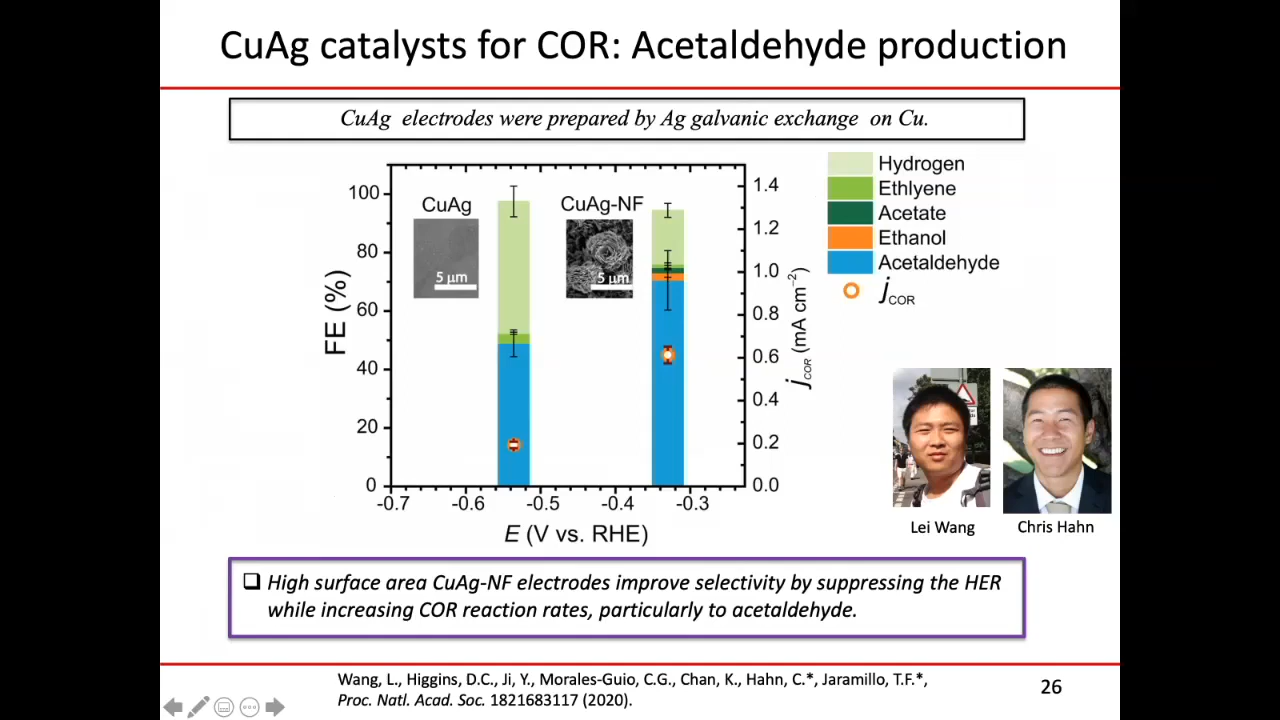 CuAg catalysts for COR: Acetaldehyde production
CuAg electrodes were prepared by Ag galvanic exchange on Cu.
FE (%)
100
80
60
40
20
0
CuAg
5 μm
CuAg-NF
5 μm
1.4
1.2
1.0
0.8
0.6
0.4
0.2
0.0
jCOR (mA cm⁻²)
-0.7
-0.6
-0.5
-0.4
-0.3
E (V vs. RHE)
Hydrogen
Ethlyene
Acetate
Ethanol
Acetaldehyde
jCOR
Lei Wang
Chris Hahn
❑ High surface area CuAg-NF electrodes improve selectivity by suppressing the HER
while increasing COR reaction rates, particularly to acetaldehyde.
Wang, L., Higgins, D.C., Ji, Y., Morales-Guio, C.G., Chan, K., Hahn, C.*, Jaramillo, T.F.*,
Proc. Natl. Acad. Soc. 1821683117 (2020).
26